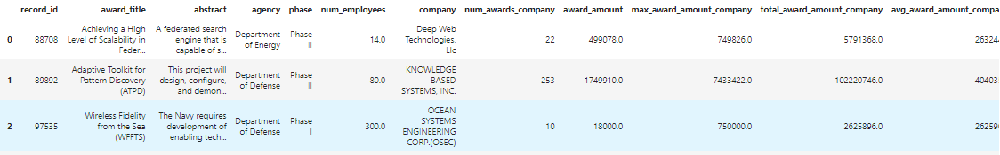 record_id award_title abstract agency phase num_employees company num_awards_company award_amount max_award_amount_company total_award_amount_company avg_award_amount_compa
Achieving a High A federated search Deep Web
0 88708 Level of Scalability in engine that is Department Phase 14.0 Technologies, 22 499078.0 749826.0 5791368.0 26324
Feder... capable of s... of Energy II Llc
Adaptive Toolkit for This project will KNOWLEDGE
1 89892 Pattern Discovery design, configure, Department Phase 80.0 BASED 253 1749910.0 7433422.0 102220746.0 40403
(ATPD) and demon... of Defense II SYSTEMS, INC.
OCEAN
Wireless Fidelity The Navy requires SYSTEMS
2 97535 from the Sea development of Department Phase 300.0 ENGINEERING 10 18000.0 750000.0 2625896.0 26259
(WFFTS) enabling tech... of Defense I CORP.(OSEC)